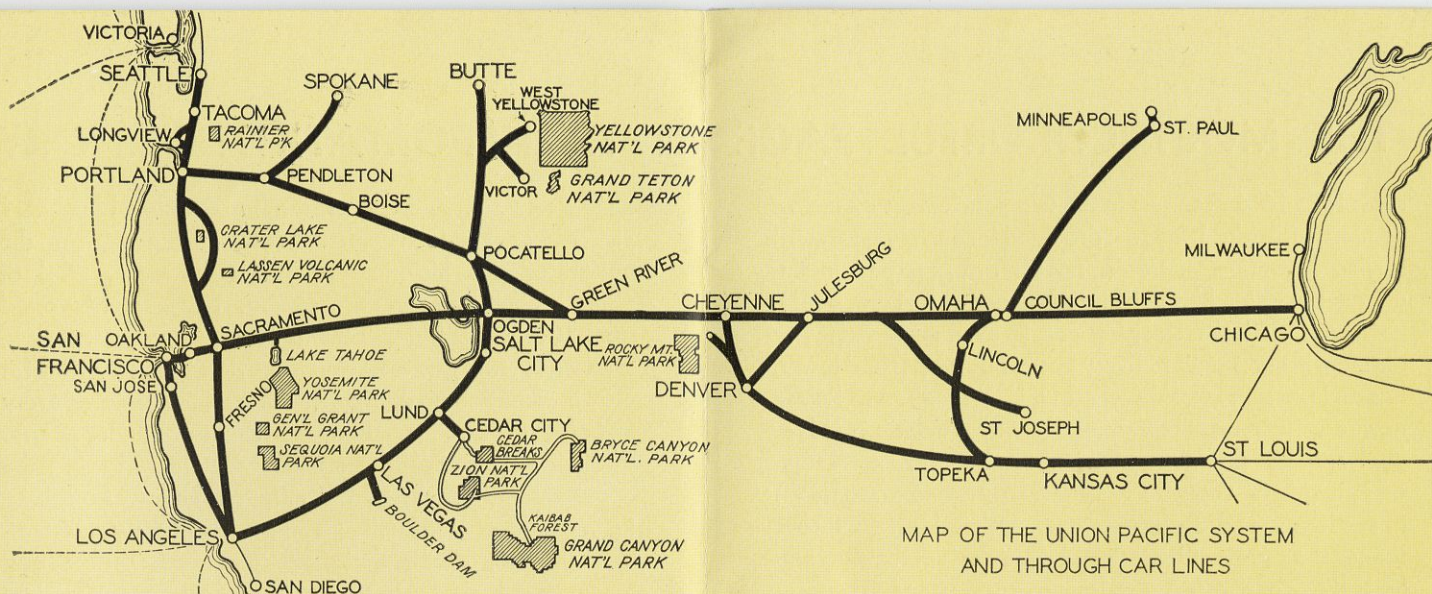 VICTORIA
SEATTLE
TACOMA
LONGVIEW
RAINIER
NAT'L P'K
PORTLAND
SPOKANE
PENDLETON
BOISE
BUTTE
WEST
YELLOWSTONE
YELLOWSTONE
NAT'L PARK
VICTOR
GRAND TETON
NAT'L PARK
CRATER LAKE
NAT'L PARK
LASSEN VOLCANIC
NAT'L PARK
POCATELLO
GREEN RIVER
SACRAMENTO
SAN
FRANCISCO
OAKLAND
SAN JOSE
LAKE TAHOE
YOSEMITE
NAT'L PARK
FRESNO
GEN'L GRANT
NAT'L PARK
SEQUOIA NAT'L
PARK
OGDEN
SALT LAKE
CITY
LUND
CEDAR CITY
CEDAR
BREAKS
ZION NAT'L
PARK
BRYCE CANYON
NAT'L. PARK
LAS VEGAS
BOULDER DAM
KAIBAB
FOREST
GRAND CANYON
NAT'L PARK
LOS ANGELES
SAN DIEGO
CHEYENNE
JULESBURG
ROCKY MT.
NAT'L PARK
DENVER
OMAHA
COUNCIL BLUFFS
LINCOLN
ST JOSEPH
TOPEKA
KANSAS CITY
ST LOUIS
MINNEAPOLIS
ST. PAUL
MILWAUKEE
CHICAGO
MAP OF THE UNION PACIFIC SYSTEM
AND THROUGH CAR LINES